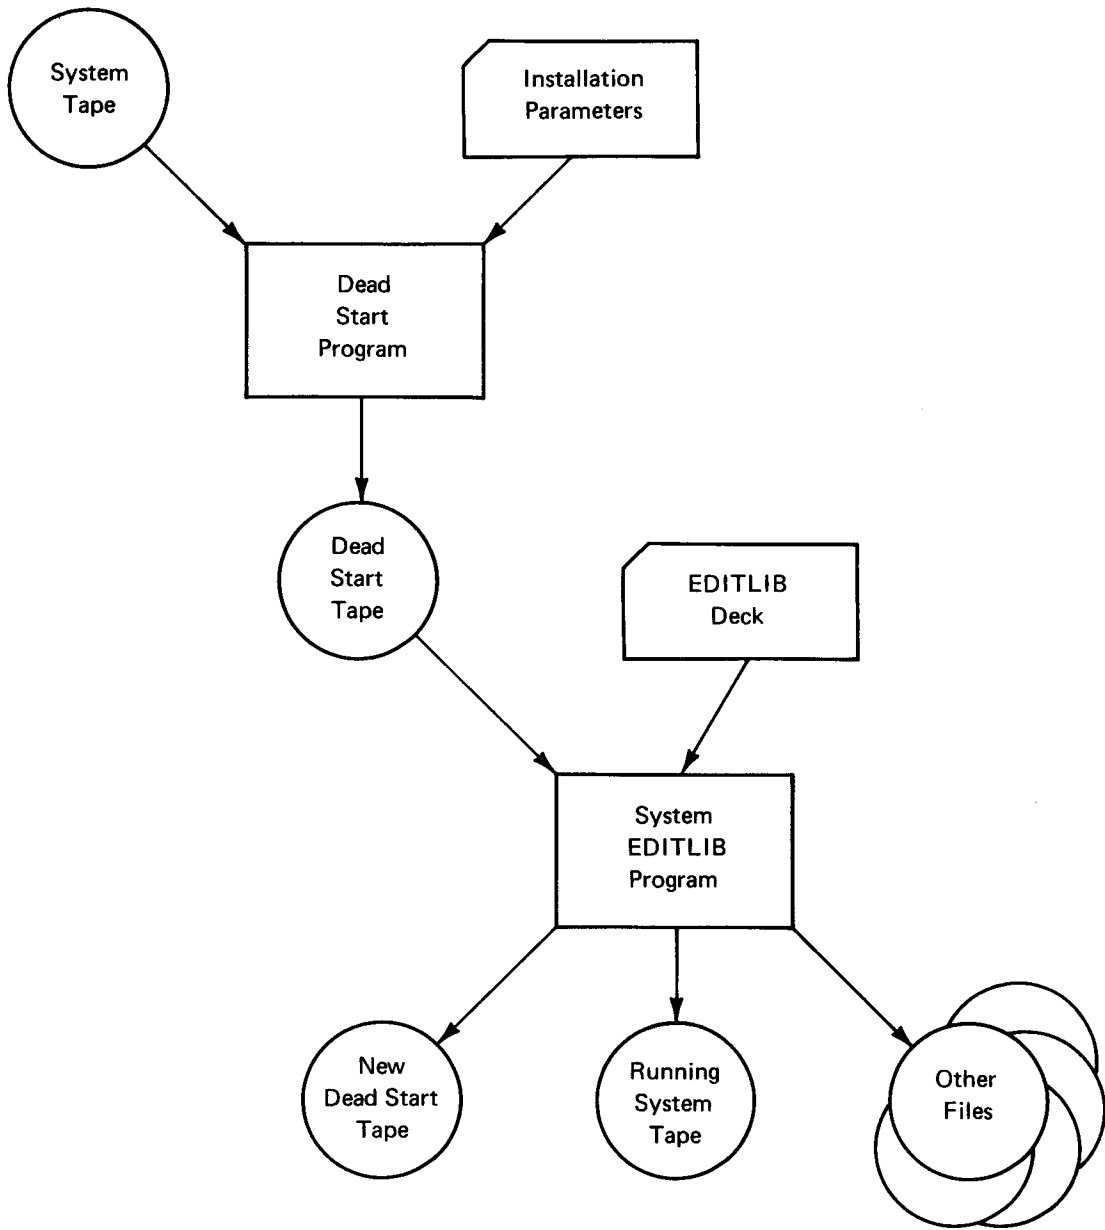 System
Tape
Installation
Parameters
Dead
Start
Program
Dead
Start
Tape
EDITLIB
Deck
System
EDITLIB
Program
New
Dead Start
Tape
Running
System
Tape
Other
Files